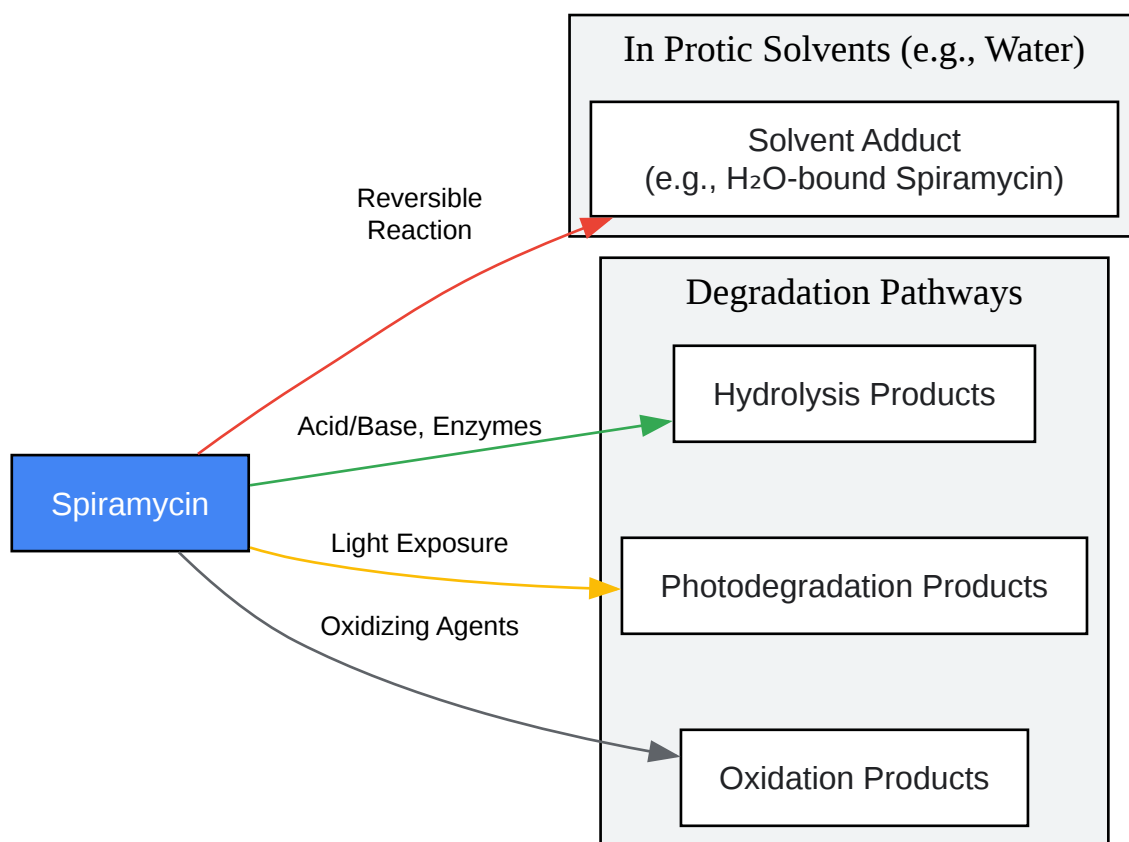 In Protic Solvents (e.g., Water)
Solvent Adduct
(e.g., H₂O-bound Spiramycin)
Reversible
Reaction
Degradation Pathways
Hydrolysis Products
Acid/Base, Enzymes
Spiramycin
Light Exposure
Photodegradation Products
Oxidizing Agents
Oxidation Products